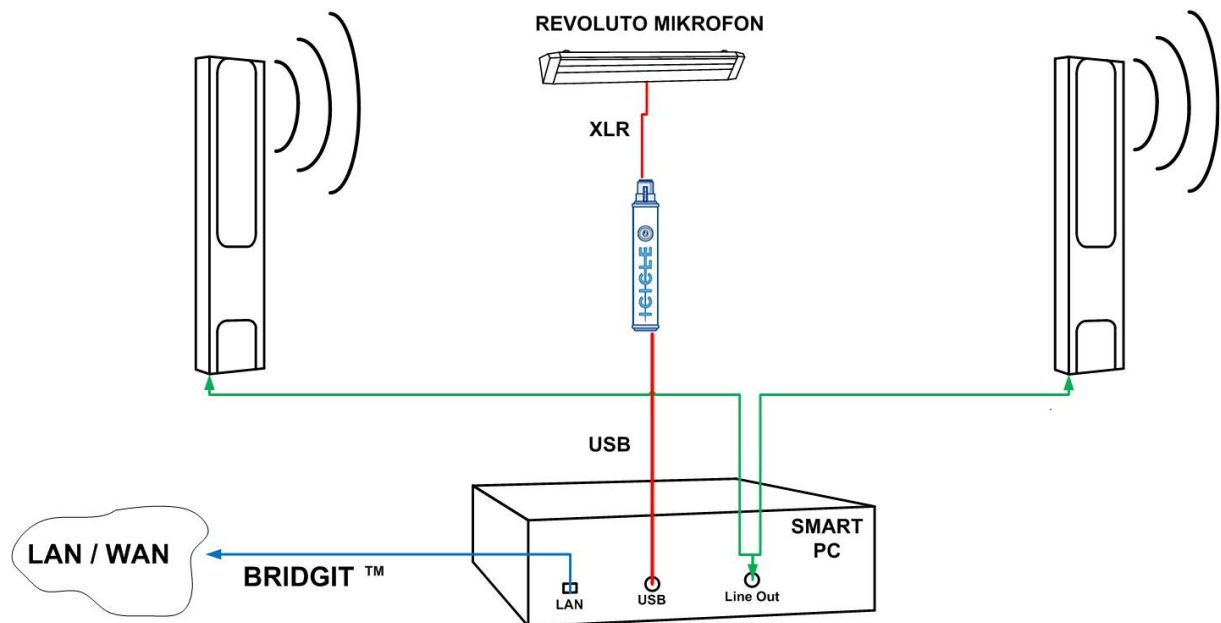 REVOLUTO MIKROFON
XLR
ICICLE
USB
SMART
PC
LAN / WAN
BRIDGIT ™
LAN
USB
Line Out